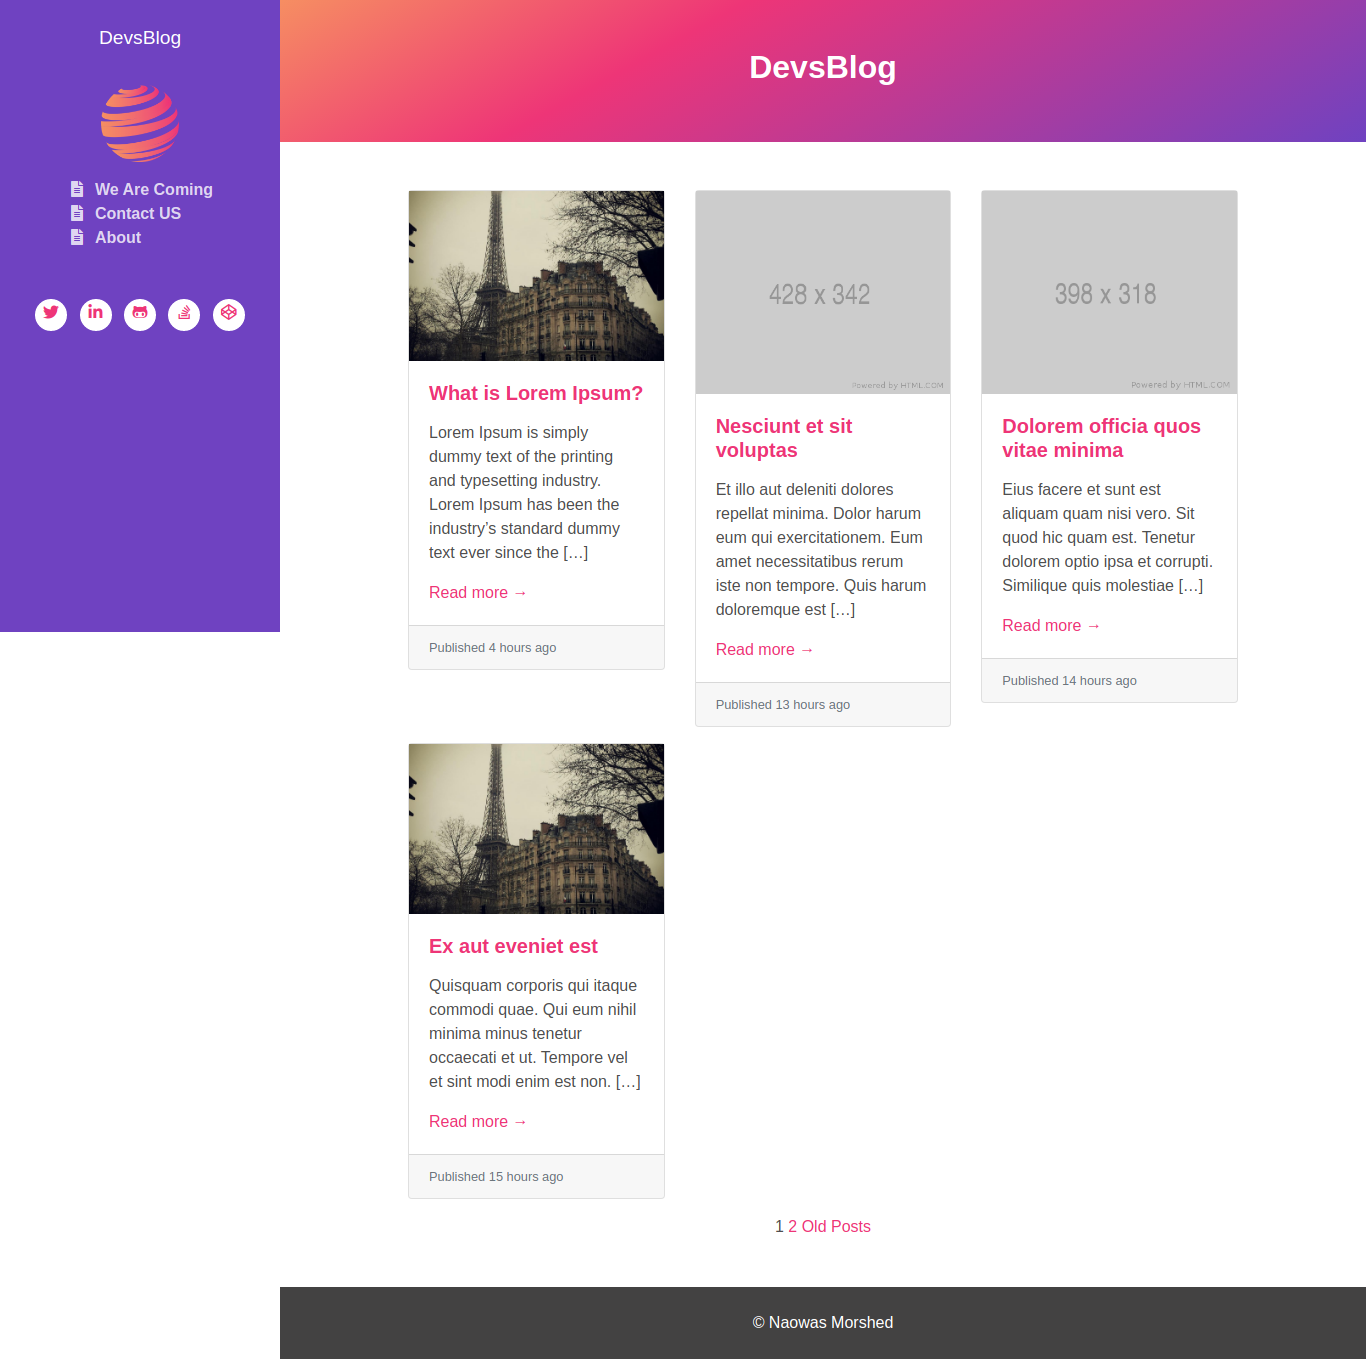 DevsBlog
We Are Coming
Contact US
About
DevsBlog
What is Lorem Ipsum?
Lorem Ipsum is simply
dummy text of the printing
and typesetting industry.
Lorem Ipsum has been the
industry’s standard dummy
text ever since the […]
Read more →
Published 4 hours ago
428 x 342
Powered by HTML.COM
Nesciunt et sit
voluptas
Et illo aut deleniti dolores
repellat minima. Dolor harum
eum qui exercitationem. Eum
amet necessitatibus rerum
iste non tempore. Quis harum
doloremque est […]
Read more →
Published 13 hours ago
398 x 318
Powered by HTML.COM
Dolorem officia quos
vitae minima
Eius facere et sunt est
aliquam quam nisi vero. Sit
quod hic quam est. Tenetur
dolorem optio ipsa et corrupti.
Similique quis molestiae […]
Read more →
Published 14 hours ago
Ex aut eveniet est
Quisquam corporis qui itaque
commodi quae. Qui eum nihil
minima minus tenetur
occaecati et ut. Tempore vel
et sint modi enim est non. […]
Read more →
Published 15 hours ago
1 2 Old Posts
© Naowas Morshed